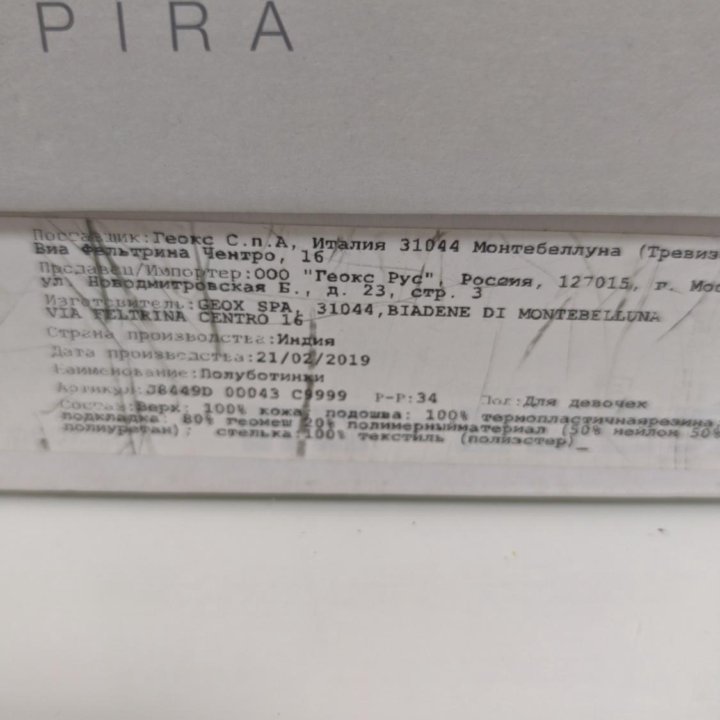 PIRA
Поставщик:Геокс С.п.А, Италия 31044 Монтебеллуна (Тревиз
Виа Фельтрина Центро, 16
Продавец/Импортер:ООО "Геокс Рус", Россия, 127015, г. Мос
ул. Новодмитровская Б., д. 23, стр. 3
Изготовитель:GEOX SPA, 31044,BIADENE DI MONTEBELLUNA
VIA FELTRINA CENTRO 16
Страна производства:Индия
Дата производства:21/02/2019
Наименование:Полуботинки
Артикул:J8449D 00043 C9999 Р-Р:34 Пол:Для девочек
Состав:Верх: 100% кожа, подошва: 100% термопластичнаярезина,
подкладка: 80% геомеш 20% полимерныйматериал (50% нейлон 50%
полиуретан); стелька:100% текстиль (полиэстер)_